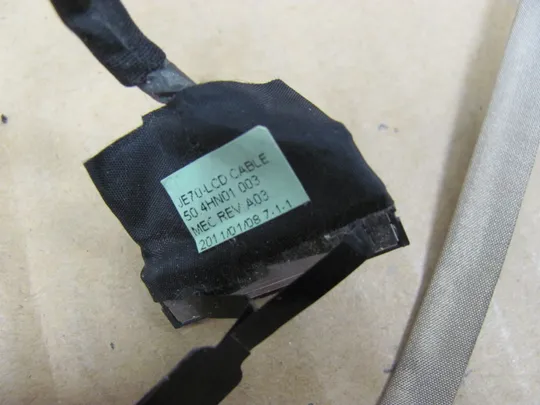 JE70-LCD CABLE
50.4HN01.003
MEC REV:A03
2011/01/08.7-1-1